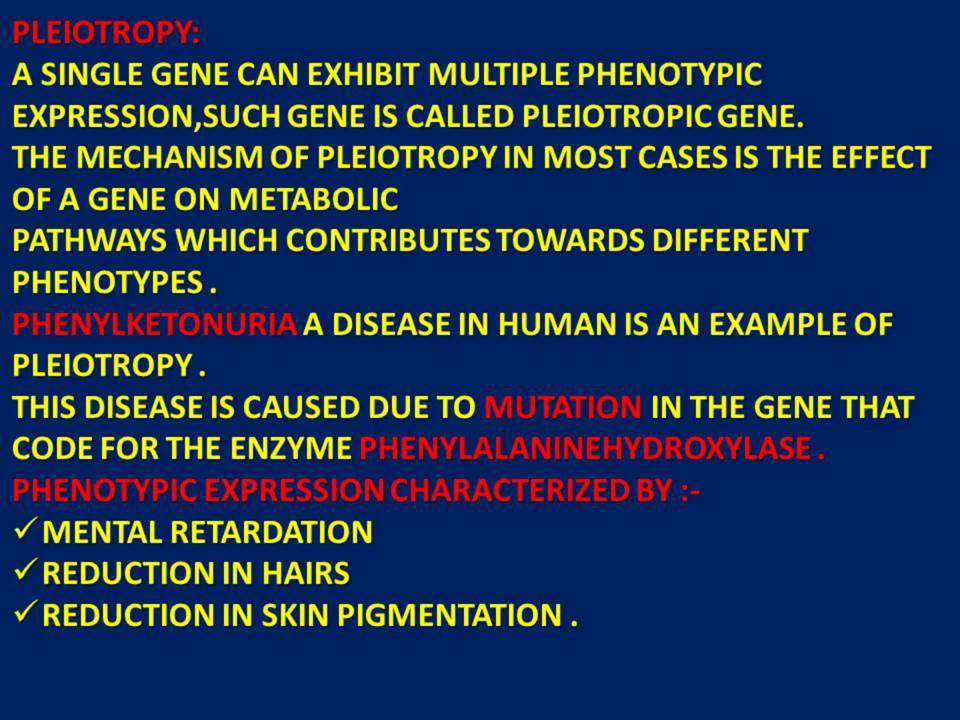 PLEIOTROPY:
A SINGLE GENE CAN EXHIBIT MULTIPLE PHENOTYPIC
EXPRESSION,SUCH GENE IS CALLED PLEIOTROPIC GENE.
THE MECHANISM OF PLEIOTROPY IN MOST CASES IS THE EFFECT
OF A GENE ON METABOLIC
PATHWAYS WHICH CONTRIBUTES TOWARDS DIFFERENT
PHENOTYPES .
PHENYLKETONURIA A DISEASE IN HUMAN IS AN EXAMPLE OF
PLEIOTROPY .
THIS DISEASE IS CAUSED DUE TO MUTATION IN THE GENE THAT
CODE FOR THE ENZYME PHENYLALANINEHYDROXYLASE .
PHENOTYPIC EXPRESSION CHARACTERIZED BY :-
✓ MENTAL RETARDATION
✓ REDUCTION IN HAIRS
✓ REDUCTION IN SKIN PIGMENTATION .